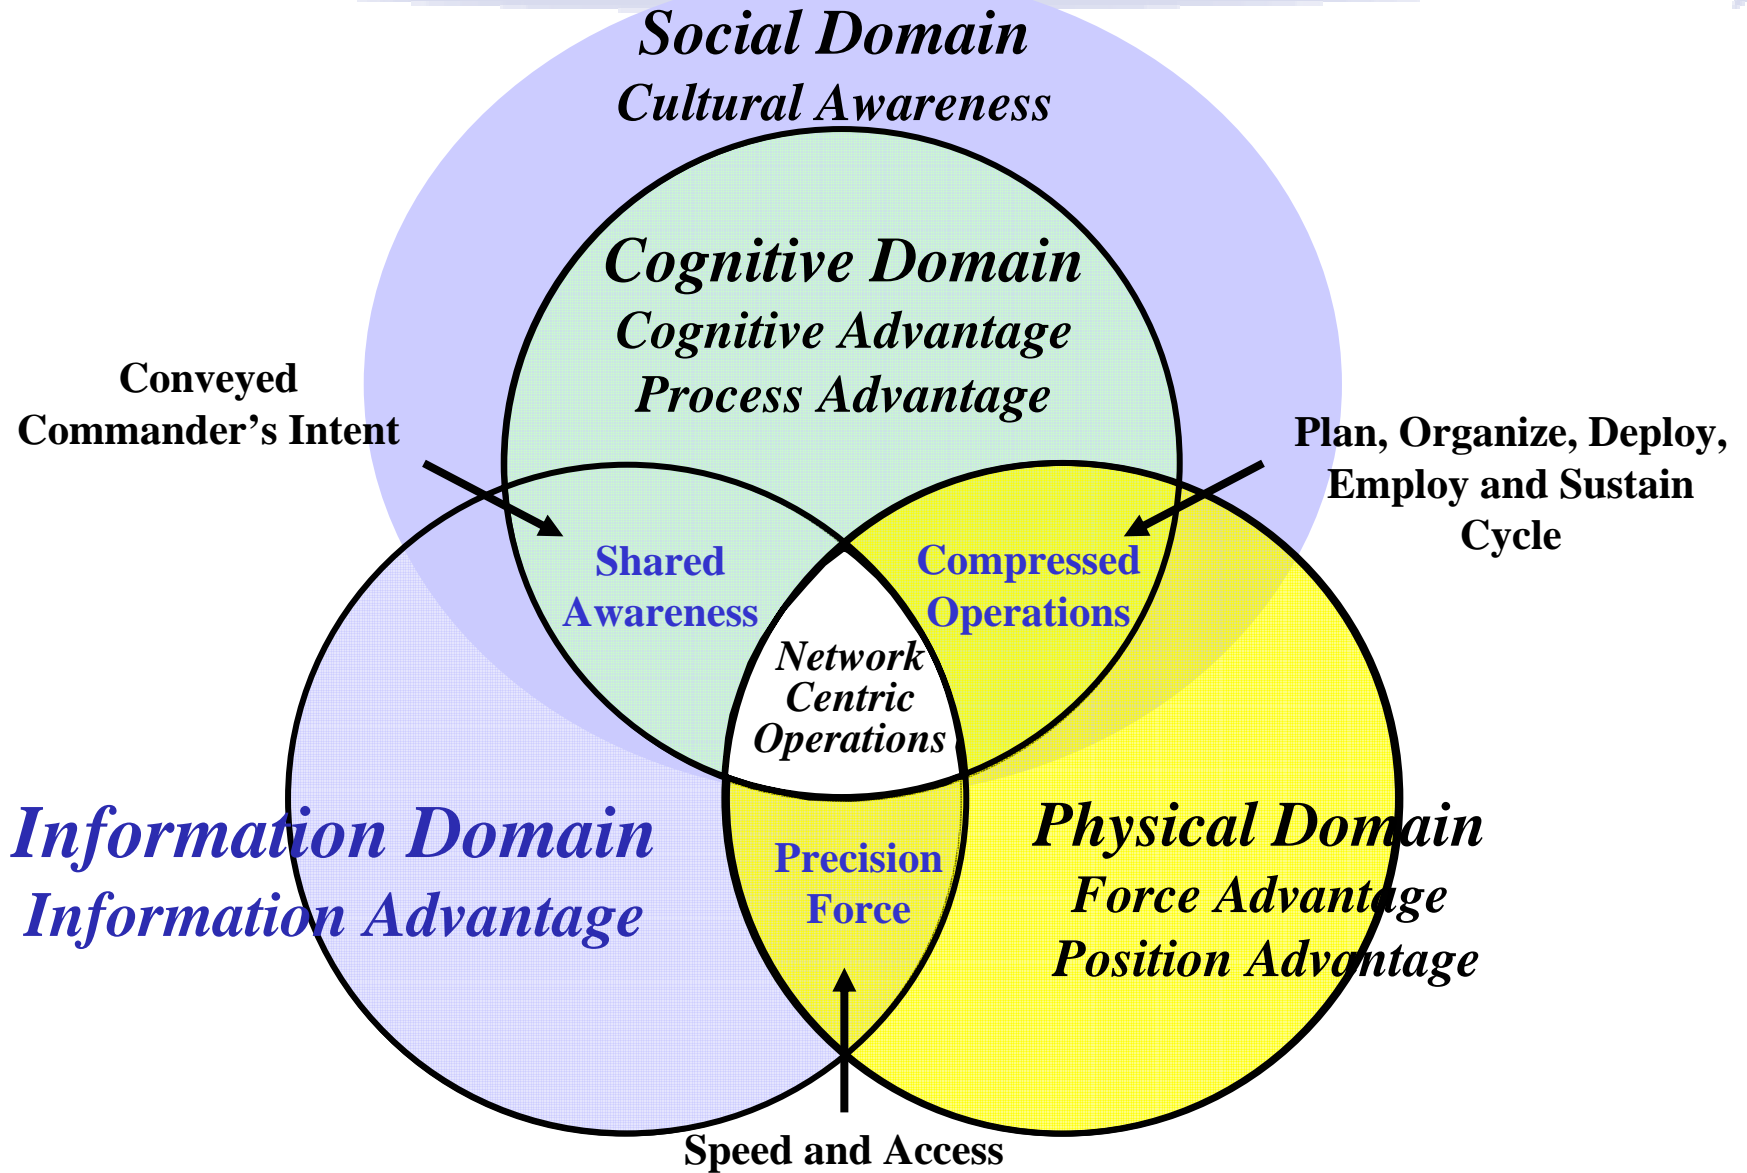 Social Domain
Cultural Awareness
Cognitive Domain
Cognitive Advantage
Process Advantage
Conveyed
Commander’s Intent
Plan, Organize, Deploy,
Employ and Sustain
Cycle
Shared
Awareness
Compressed
Operations
Network
Centric
Operations
Information Domain
Information Advantage
Physical Domain
Force Advantage
Position Advantage
Precision
Force
Speed and Access